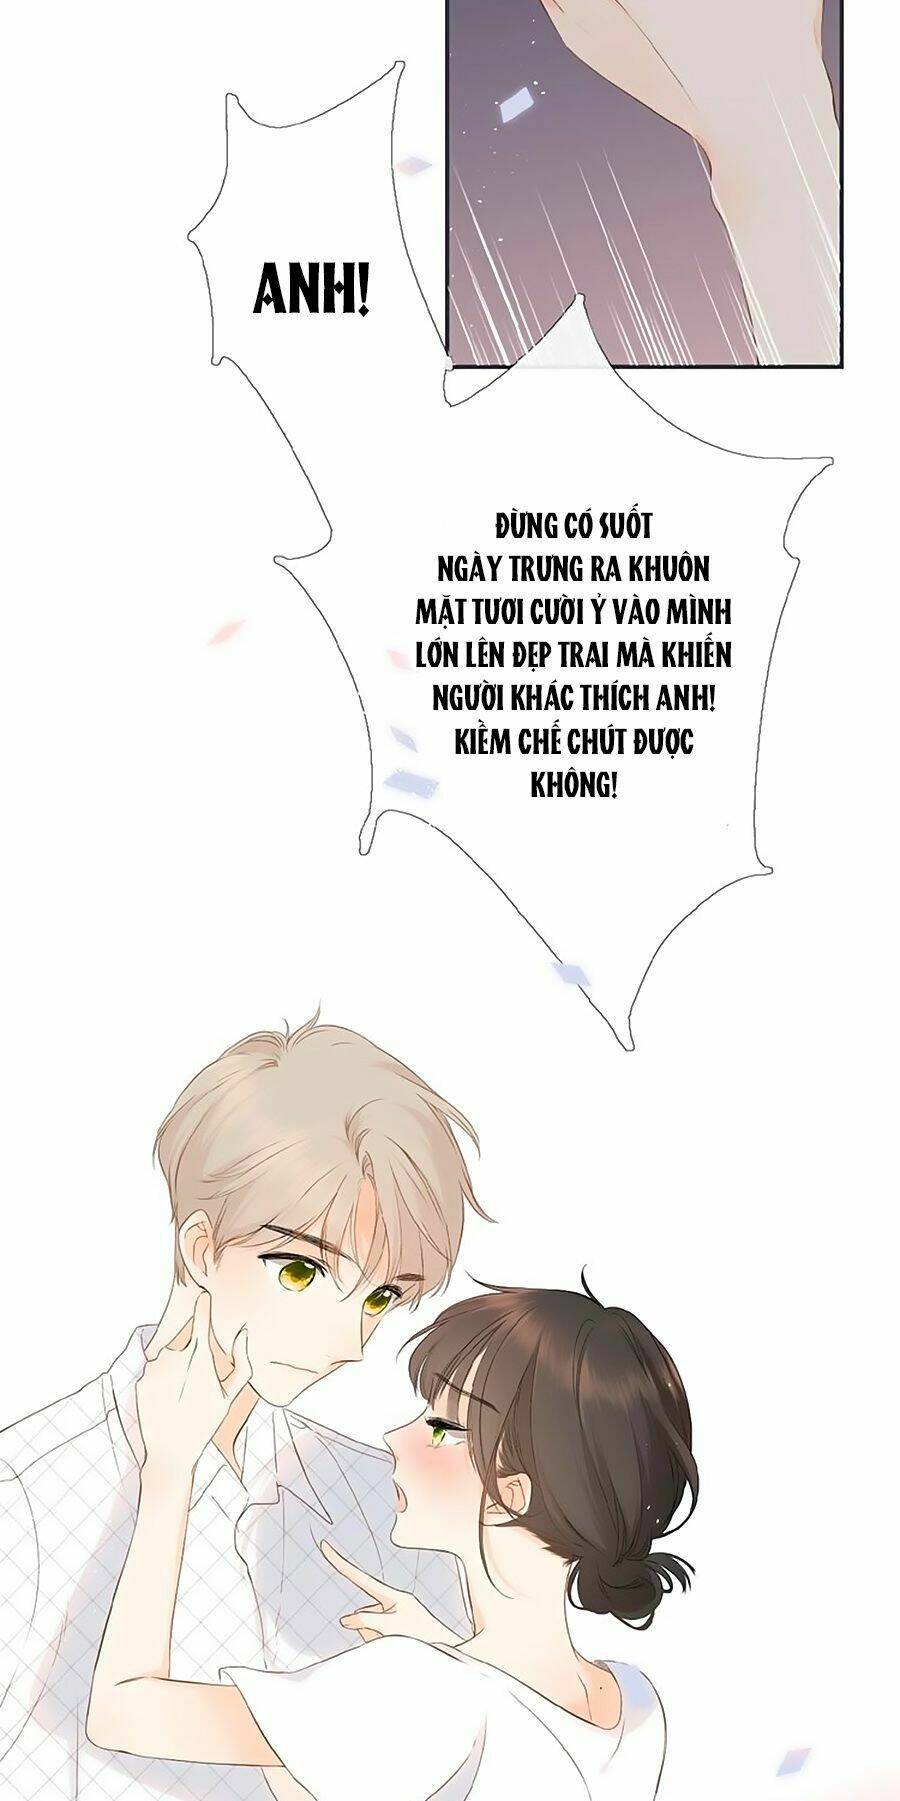 ANH!
ĐỪNG CÓ SUỐT
NGÀY TRƯNG RA KHUÔN
MẶT TƯƠI CƯỜI Ỷ VÀO MÌNH
LỚN LÊN ĐẸP TRAI MÀ KHIẾN
NGƯỜI KHÁC THÍCH ANH!
KIỀM CHẾ CHÚT ĐƯỢC
KHÔNG!